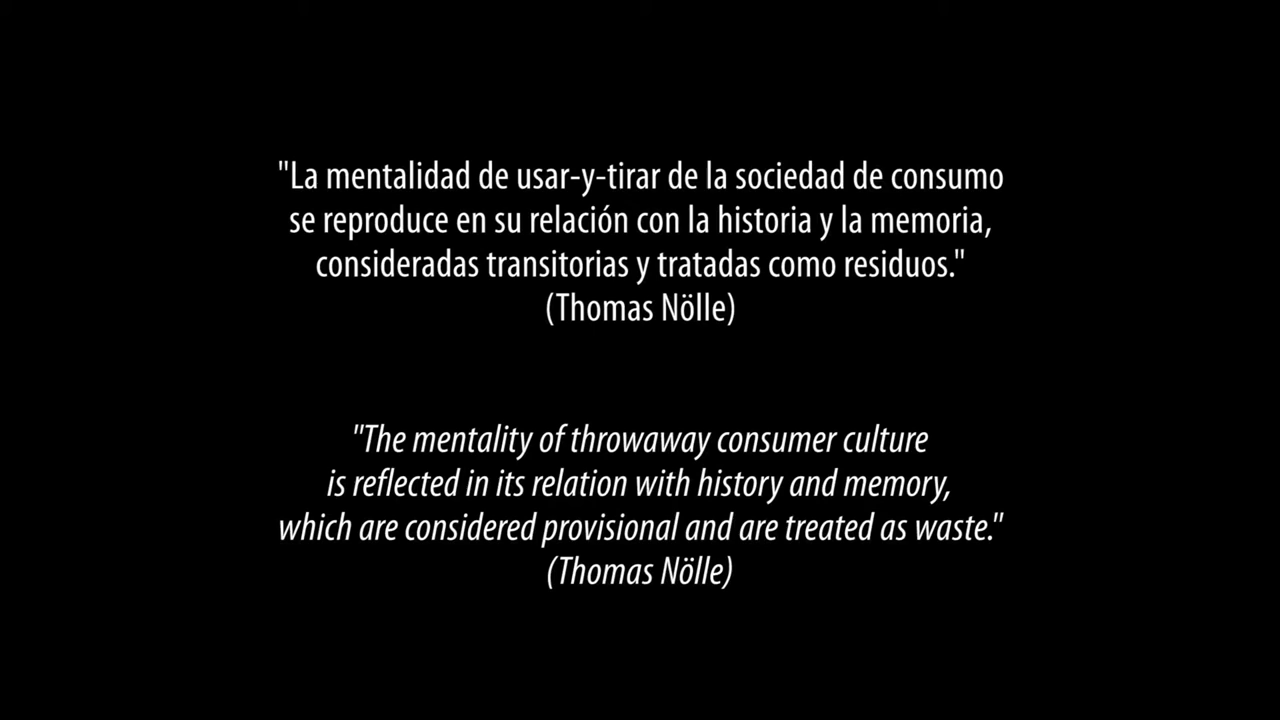 "La mentalidad de usar-y-tirar de la sociedad de consumo
se reproduce en su relación con la historia y la memoria,
consideradas transitorias y tratadas como residuos."
(Thomas Nölle)
"The mentality of throwaway consumer culture
is reflected in its relation with history and memory,
which are considered provisional and are treated as waste."
(Thomas Nölle)